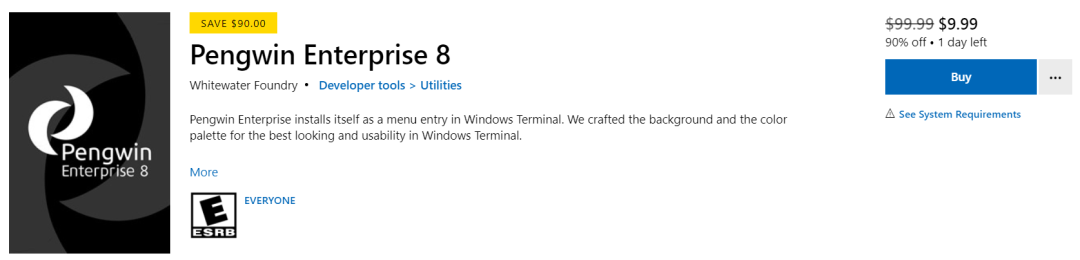 SAVE $90.00
Pengwin Enterprise 8
Whitewater Foundry • Developer tools > Utilities
Pengwin Enterprise installs itself as a menu entry in Windows Terminal. We crafted the background and the color
palette for the best looking and usability in Windows Terminal.
More
E
ESRB
EVERYONE
Pengwin
Enterprise 8
$99.99 $9.99
90% off • 1 day left
Buy
See System Requirements